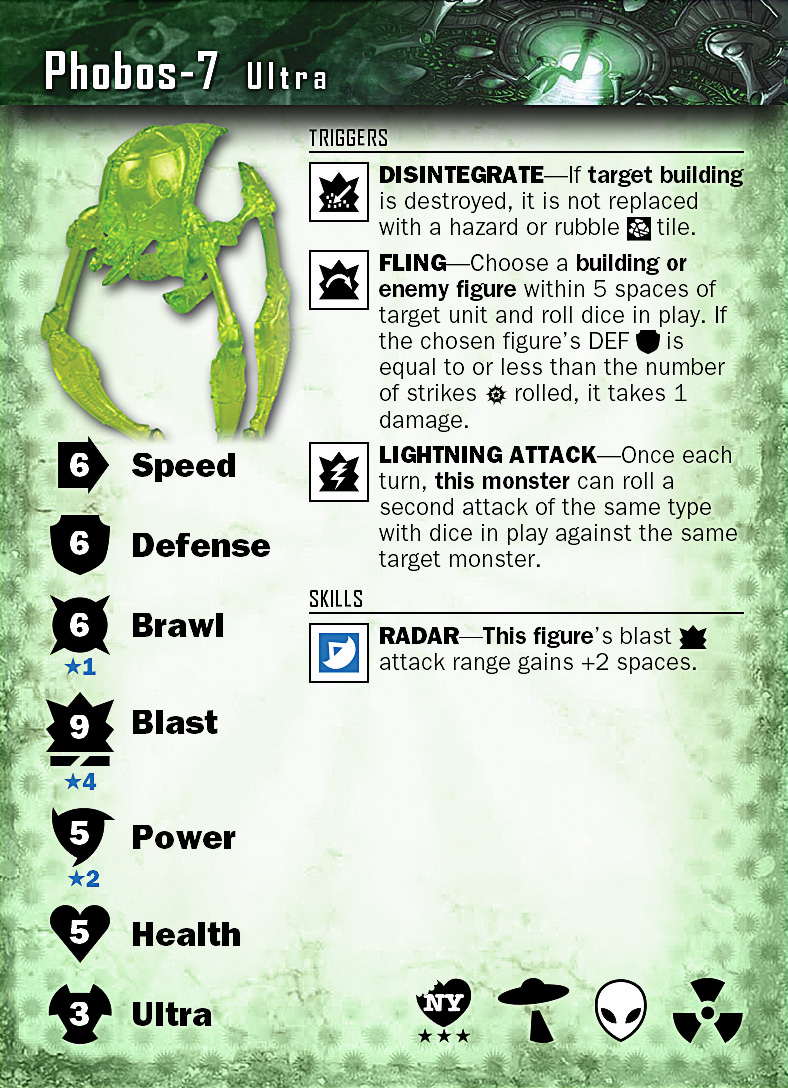 Phobos-7 Ultra
TRIGGERS
DISINTEGRATE—If target building
is destroyed, it is not replaced
with a hazard or rubble tile.
FLING—Choose a building or
enemy figure within 5 spaces of
target unit and roll dice in play. If
the chosen figure's DEF is
equal to or less than the number
of strikes rolled, it takes 1
damage.
LIGHTNING ATTACK—Once each
turn, this monster can roll a
second attack of the same type
with dice in play against the same
target monster.
SKILLS
RADAR—This figure's blast
attack range gains +2 spaces.
6 Speed
6 Defense
6 Brawl
★1
9 Blast
★4
5 Power
★2
5 Health
3 Ultra
NY
★★★